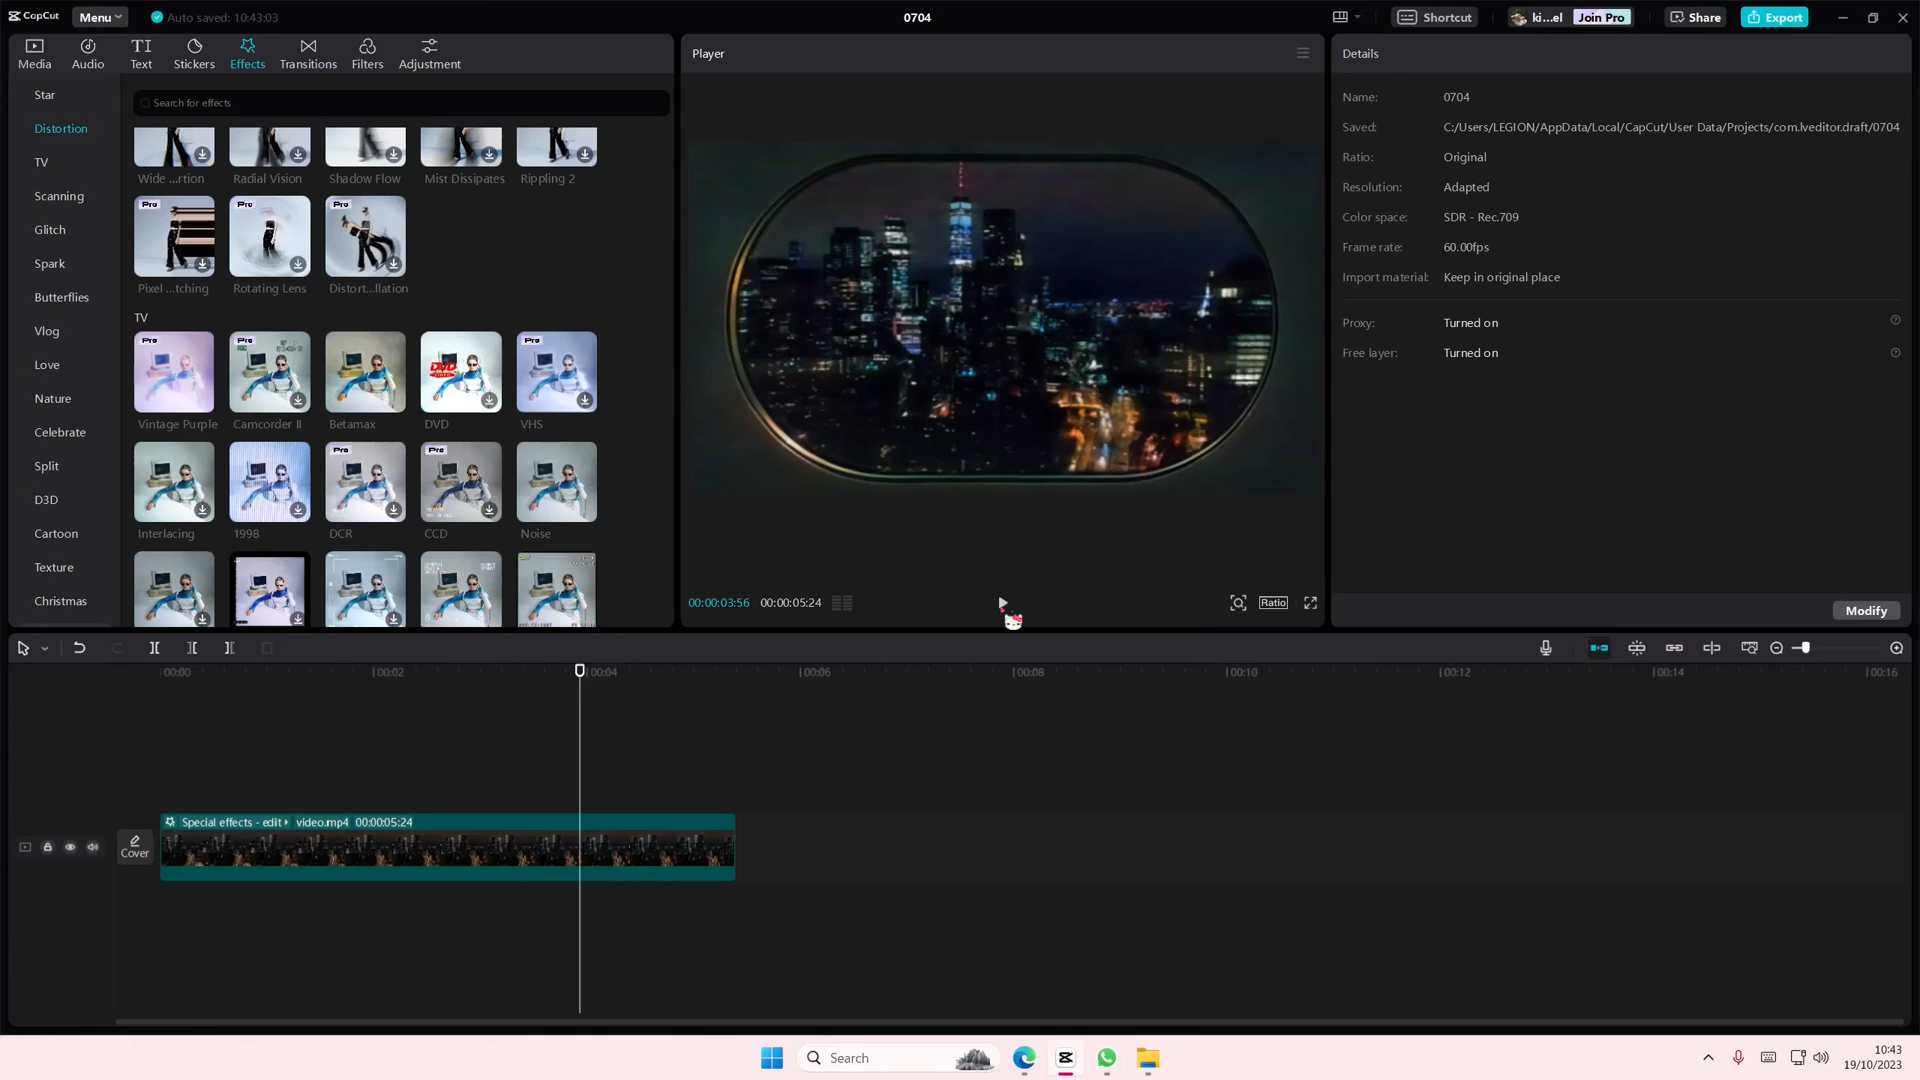 CapCut
Menu
Auto saved: 10:43:03
0704
Shortcut
ki...el
Join Pro
Share
Export
Media
Audio
Text
Stickers
Effects
Transitions
Filters
Adjustment
Star
Distortion
TV
Scanning
Glitch
Spark
Butterflies
Vlog
Love
Nature
Celebrate
Split
D3D
Cartoon
Texture
Christmas
Search for effects
Wide ...rtion
Radial Vision
Shadow Flow
Mist Dissipates
Rippling 2
Pro
Pro
Pro
Pixel ...tching
Rotating Lens
Distort...llation
TV
Pro
Pro
DVD
Pro
Vintage Purple
Camcorder II
Betamax
DVD
VHS
Pro
Pro
Interlacing
1998
DCR
CCD
Noise
Player
00:00:03:56
00:00:05:24
Ratio
Details
Name: 0704
Saved: C:/Users/LEGION/AppData/Local/CapCut/User Data/Projects/com.lveditor.draft/0704
Ratio: Original
Resolution: Adapted
Color space: SDR - Rec.709
Frame rate: 60.00fps
Import material: Keep in original place
Proxy: Turned on
Free layer: Turned on
Modify
00:00
00:02
00:04
00:06
00:08
00:10
00:12
00:14
00:16
Cover
Special effects - edit
video.mp4
00:00:05:24
Search
10:43
19/10/2023